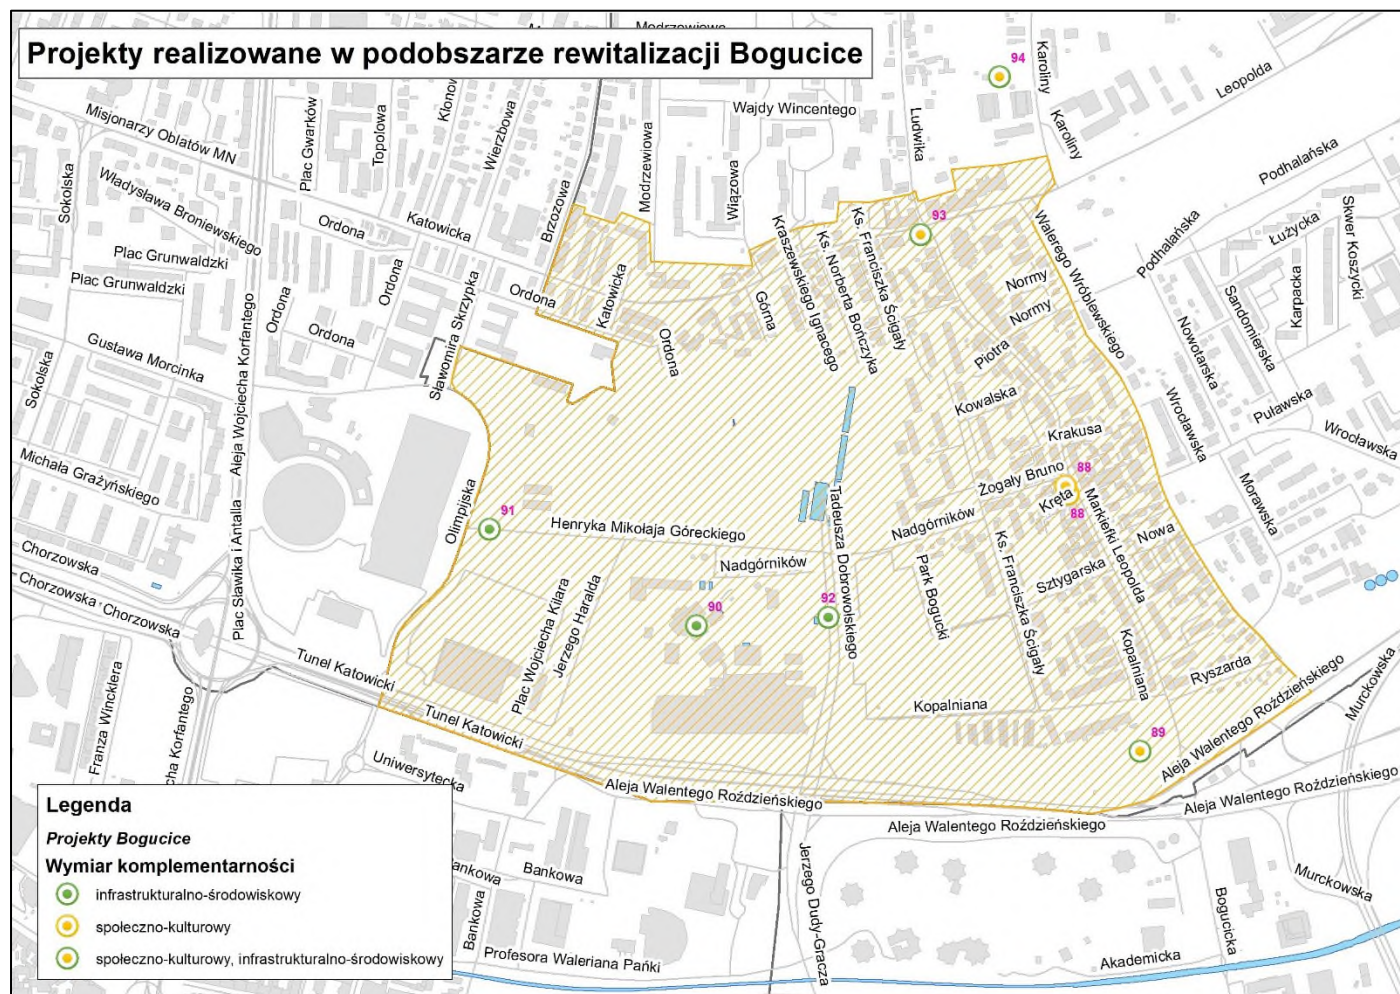 Projekty realizowane w podobszarze rewitalizacji Bogucice
Modrzewiowa
94
Karoliny
Leopolda
Misjonarzy Oblatów MN
Plac Gwarków
Topolowa
Wierzbowa
Wajdy Wincentego
Ludwika
Karoliny
Sokolska
Władysława Broniewskiego
Modrzewiowa
Wiązowa
Podhalańska
Ordona
Katowicka
Brzozowa
Kraszewskiego Ignacego
Ks. Norberta Bończyka
Ks. Franciszka Ścigały
93
Walerego Wróblewskiego
Podhalańska
Łużycka
Skwer Koszycki
Plac Grunwaldzki
Plac Grunwaldzki
Ordona
Ordona
Ordona
Sławomira Skrzypka
Ordona
Katowicka
Ordona
Górna
Normy
Normy
Piotra
Nowotarska
Sandomierska
Karpacka
Gustawa Morcinka
Sokolska
Aleja Wojciecha Korfantego
Kowalska
Puławska
Wrocławska
Wrocławska
Michała Grażyńskiego
Krakusa
Żogały Bruno
88
Kręta
88
Markiefki Leopolda
Morawska
Olimpijska
91
Henryka Mikołaja Góreckiego
Tadeusza Dobrowolskiego
Nadgórników
Nowa
Chorzowska
Chorzowska
Chorzowska
Plac Sławika i Antalla
Nadgórników
Park Bogucki
Ks. Franciszka Ścigały
Sztygarska
Plac Wojciecha Kilara
Jerzego Haralda
90
92
Tunel Katowicki
Kopalniana
Ryszarda
Franza Wincklera
Tunel Katowicki
Kopalniana
89
Aleja Walentego Roździeńskiego
Murckowska
Uniwersytecka
Aleja Walentego Roździeńskiego
Aleja Walentego Roździeńskiego
Aleja Walentego Roździeńskiego
Legenda
Projekty Bogucice
Wymiar komplementarności
infrastrukturalno-środowiskowy
społeczno-kulturowy
społeczno-kulturowy, infrastrukturalno-środowiskowy
Bankowa
Bankowa
Jerzego Dudy-Gracza
Bogucicka
Murckowska
Profesora Waleriana Pańki
Akademicka